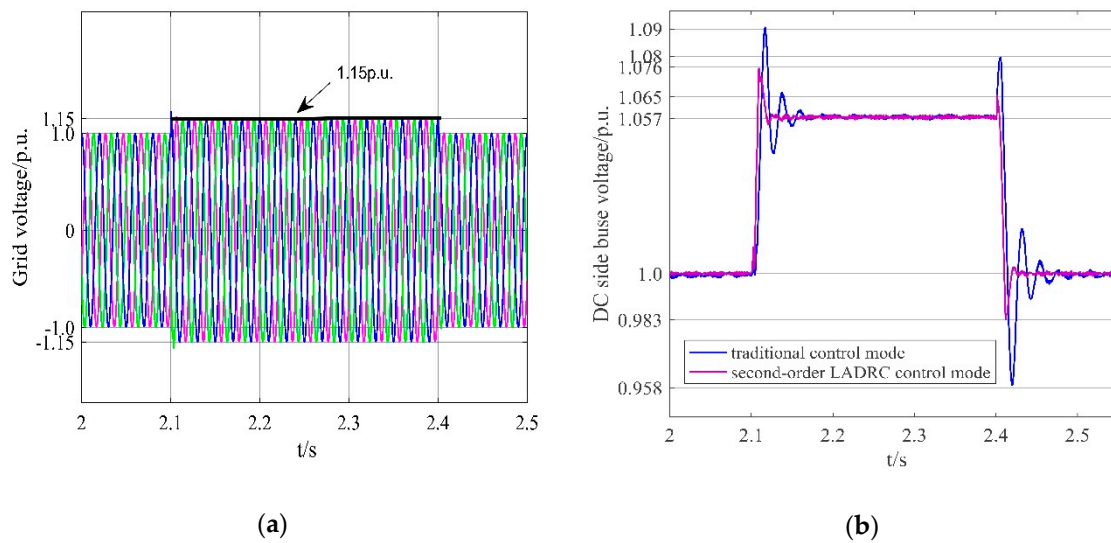 1.15p.u.
Grid voltage/p.u.
1.15
1.0
0
-1.0
-1.15
2
2.1
2.2
2.3
2.4
2.5
t/s
(a)
DC side buse voltage/p.u.
1.09
1.08
1.076
1.065
1.057
1.0
0.983
0.958
traditional control mode
second-order LADRC control mode
2
2.1
2.2
2.3
2.4
2.5
t/s
(b)